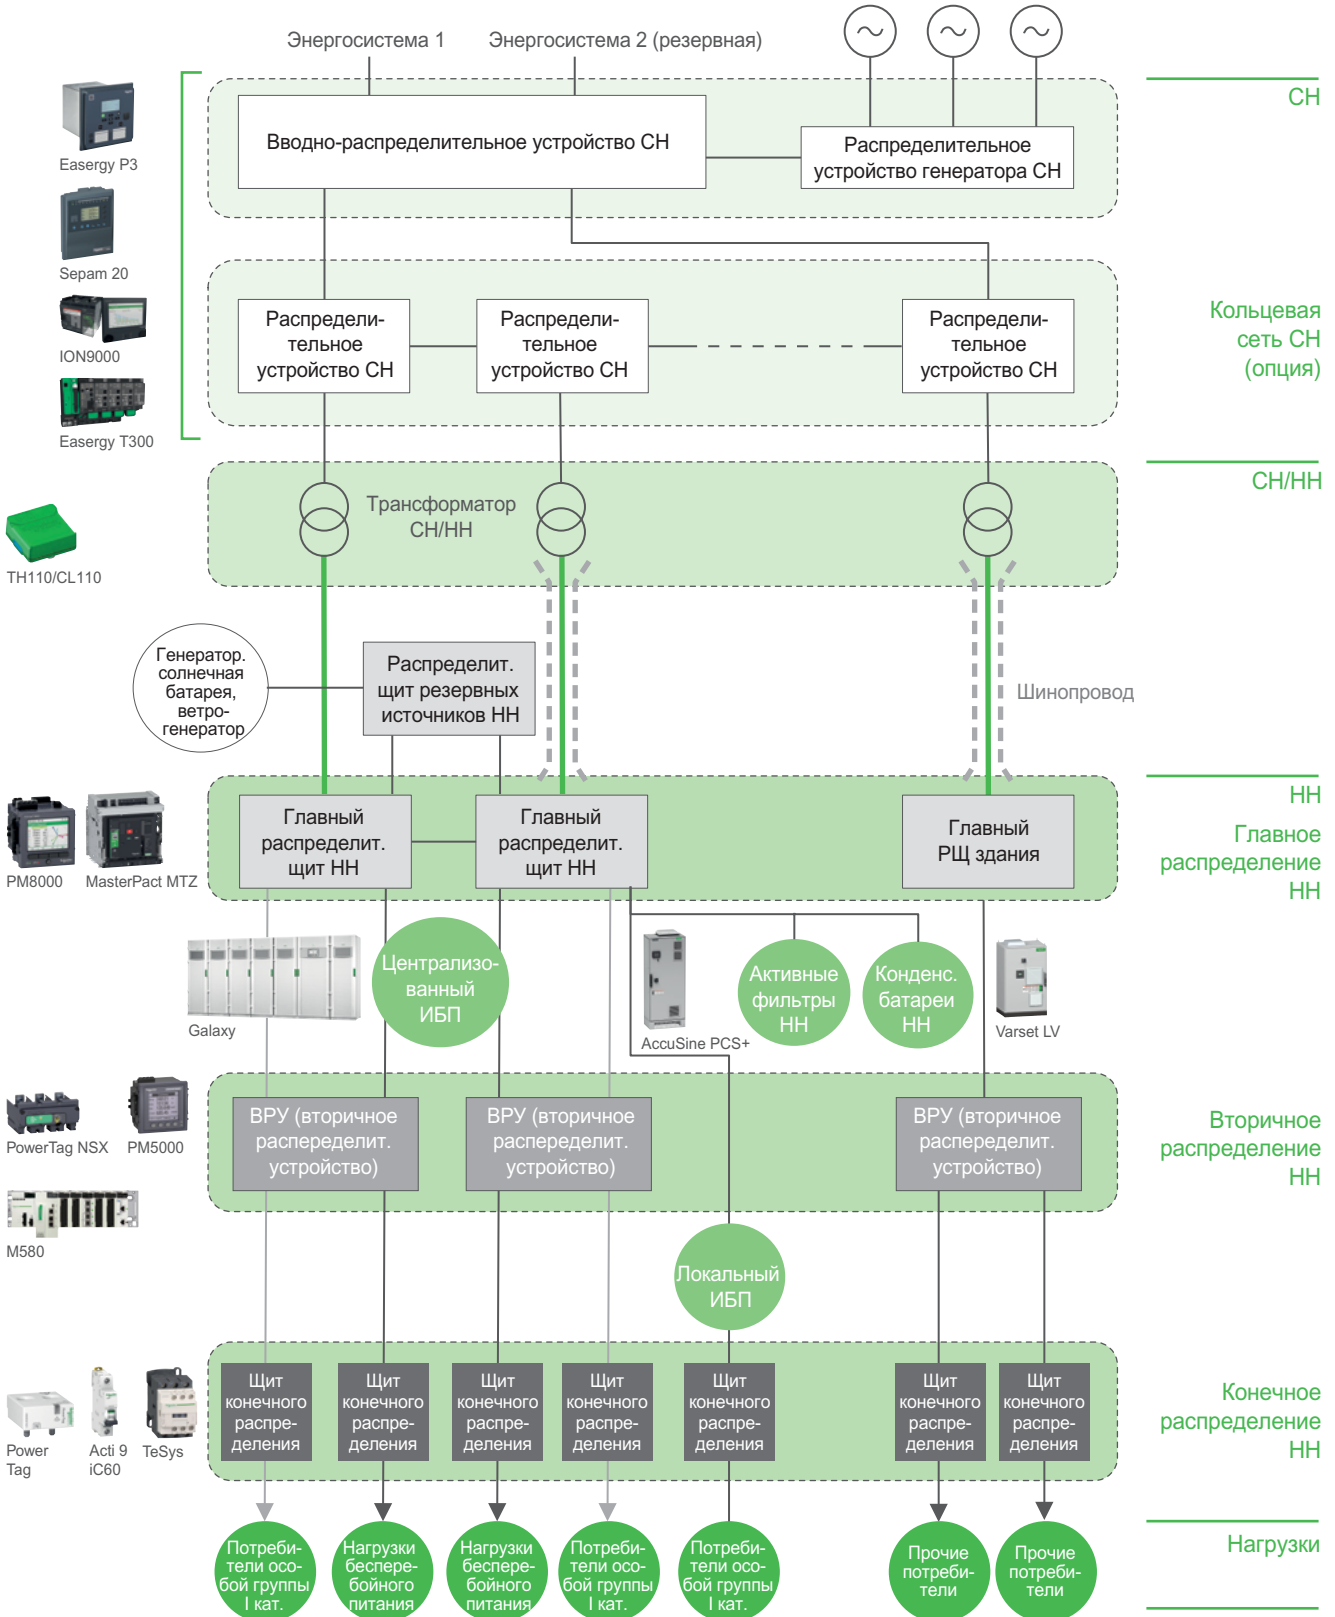 Энергосистема 1
Энергосистема 2 (резервная)
СН
Easergy P3
Вводно-распределительное устройство СН
Распределительное
устройство генератора СН
Sepam 20
ION9000
Easergy T300
Распредели-
тельное
устройство СН
Распредели-
тельное
устройство СН
Распредели-
тельное
устройство СН
Кольцевая
сеть СН
(опция)
СН/НН
Трансформатор
СН/НН
TH110/CL110
Генератор.
солнечная
батарея,
ветро-
генератор
Распределит.
щит резервных
источников НН
Шинопровод
НН
Главное
распределение
НН
PM8000
MasterPact MTZ
Главный
распределит.
щит НН
Главный
распределит.
щит НН
Главный
РЩ здания
Galaxy
Централизо-
ванный
ИБП
AccuSine PCS+
Активные
фильтры
НН
Конденс.
батареи
НН
Varset LV
PowerTag NSX
PM5000
M580
ВРУ (вторичное
распеределит.
устройство)
ВРУ (вторичное
распеределит.
устройство)
ВРУ (вторичное
распеределит.
устройство)
Вторичное
распределение
НН
Локальный
ИБП
Power
Tag
Acti 9
iC60
TeSys
Щит
конечного
распре-
деления
Щит
конечного
распре-
деления
Щит
конечного
распре-
деления
Щит
конечного
распре-
деления
Щит
конечного
распре-
деления
Щит
конечного
распре-
деления
Щит
конечного
распре-
деления
Конечное
распределение
НН
Потреби-
тели осо-
бой группы
I кат.
Нагрузки
бесперe-
бойного
питания
Нагрузки
беспере-
бойного
питания
Потреби-
тели осо-
бой группы
I кат.
Потреби-
тели осо-
бой группы
I кат.
Прочие
потреби-
тели
Прочие
потреби-
тели
Нагрузки